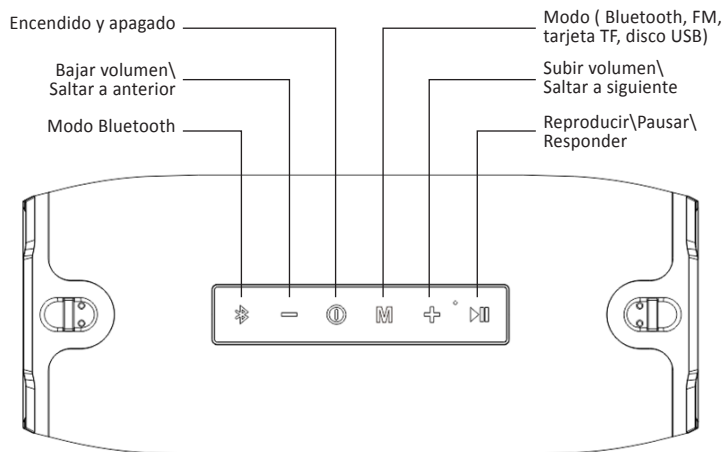 Encendido y apagado
Bajar volumen\
Saltar a anterior
Modo Bluetooth
Modo ( Bluetooth, FM,
tarjeta TF, disco USB)
Subir volumen\
Saltar a siguiente
Reproducir\Pausar\
Responder
M